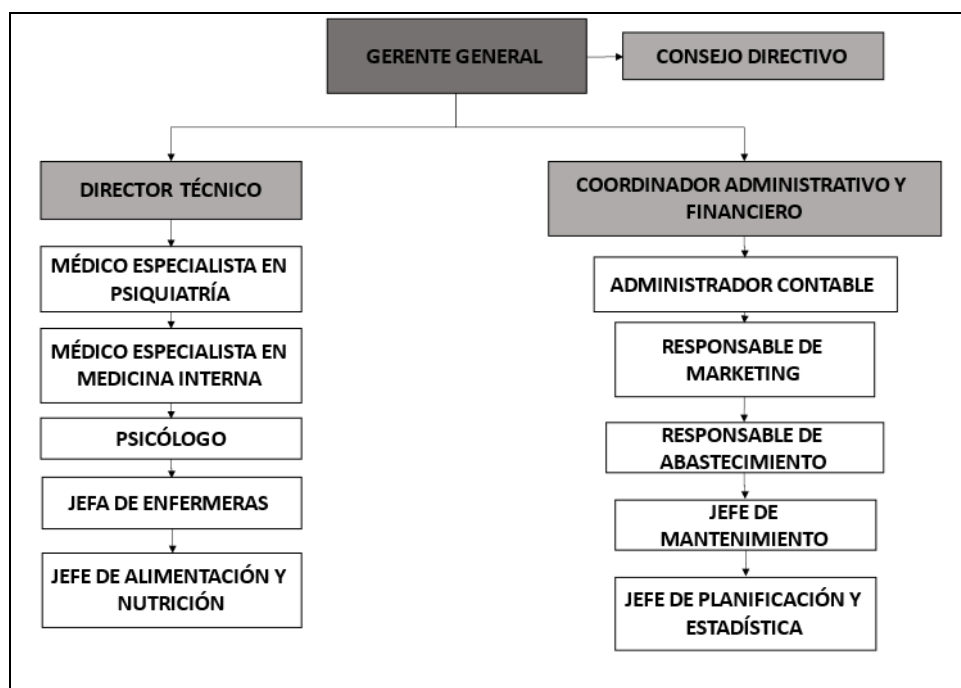 GERENTE GENERAL
CONSEJO DIRECTIVO
DIRECTOR TÉCNICO
MÉDICO ESPECIALISTA EN
PSIQUIATRÍA
MÉDICO ESPECIALISTA EN
MEDICINA INTERNA
PSICÓLOGO
JEFA DE ENFERMERAS
JEFE DE ALIMENTACIÓN Y
NUTRICIÓN
COORDINADOR ADMINISTRATIVO Y
FINANCIERO
ADMINISTRADOR CONTABLE
RESPONSABLE DE
MARKETING
RESPONSABLE DE
ABASTECIMIENTO
JEFE DE
MANTENIMIENTO
JEFE DE PLANIFICACIÓN Y
ESTADÍSTICA